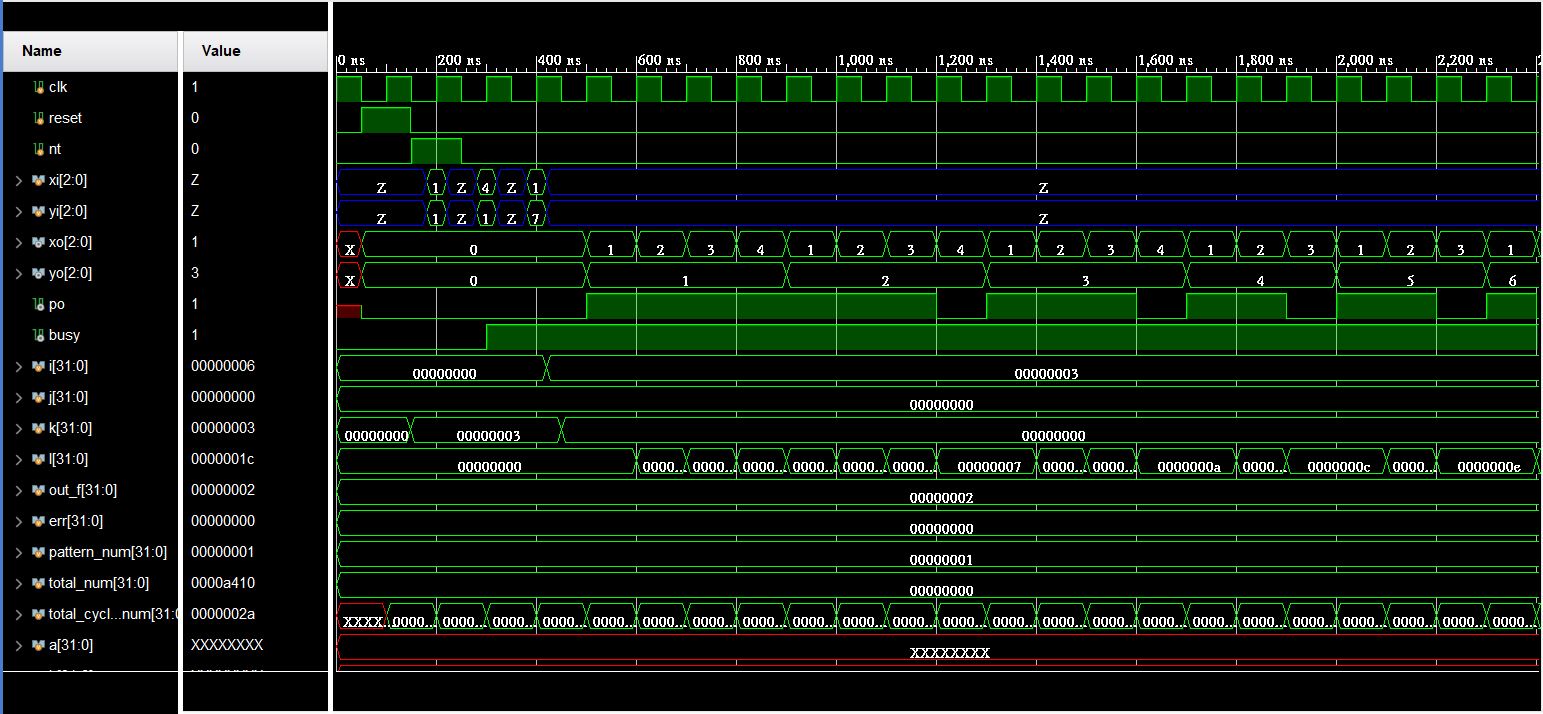 Name Value
0 ns 200 ns 400 ns 600 ns 800 ns 1,000 ns 1,200 ns 1,400 ns 1,600 ns 1,800 ns 2,000 ns 2,200 ns
clk 1
reset 0
nt 0
xi[2:0] Z Z 1 Z 4 Z 1 Z
yi[2:0] Z Z 1 Z 1 Z 7 Z
xo[2:0] 1 X 0 1 2 3 4 1 2 3 4 1 2 3 4 1 2 3 1 2 3 1
yo[2:0] 3 X 0 1 2 3 4 5 6
po 1
busy 1
i[31:0] 00000006 00000000 00000003
j[31:0] 00000000 00000000
k[31:0] 00000003 00000000 00000003 00000000
l[31:0] 0000001c 00000000 0000... 0000... 0000... 0000... 0000... 0000... 00000007 0000... 0000... 0000000a 0000... 0000000c 0000... 0000000e
out_f[31:0] 00000002 00000002
err[31:0] 00000000 00000000
pattern_num[31:0] 00000001 00000001
total_num[31:0] 0000a410 00000000
total_cycl...num[31:0 0000002a XXXX... 0000... 0000... 0000... 0000... 0000... 0000... 0000... 0000... 0000... 0000... 0000... 0000... 0000... 0000... 0000... 0000... 0000... 0000... 0000... 0000... 0000... 0000... 0000...
a[31:0] XXXXXXXX XXXXXXXX